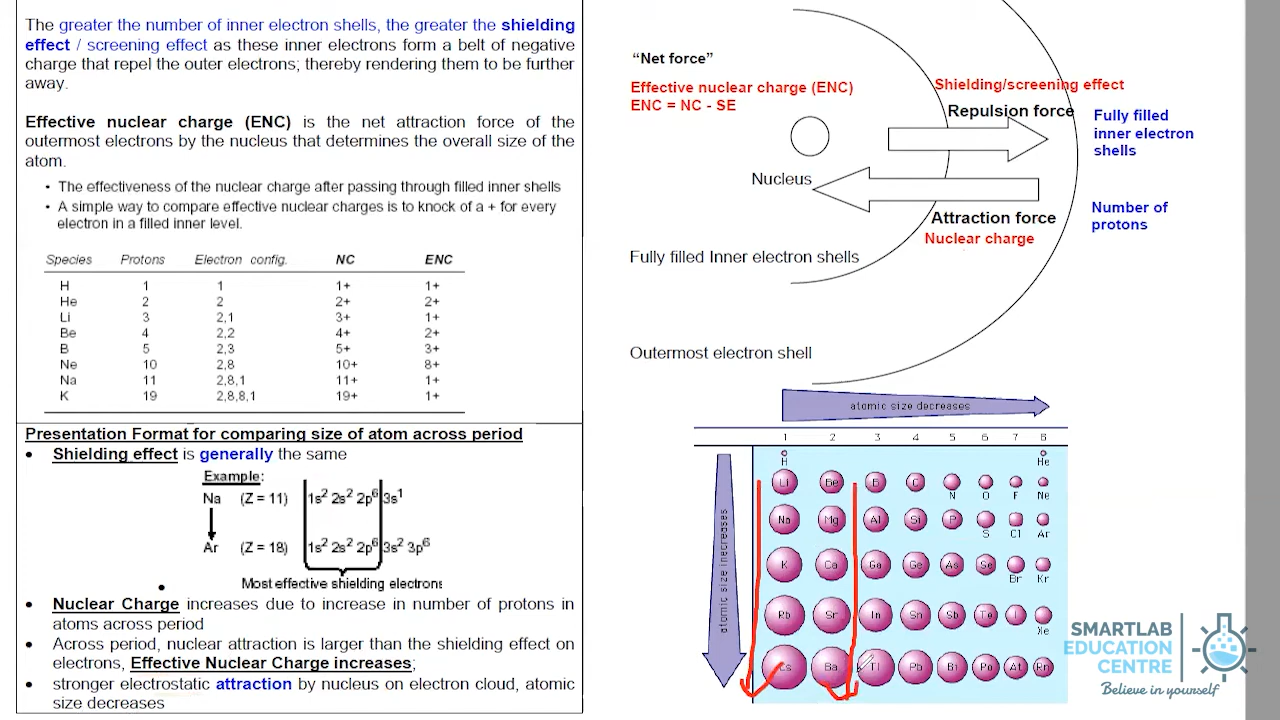 The greater the number of inner electron shells, the greater the shielding
effect / screening effect as these inner electrons form a belt of negative
charge that repel the outer electrons; thereby rendering them to be further
away.
Effective nuclear charge (ENC) is the net attraction force of the
outermost electrons by the nucleus that determines the overall size of the
atom.
• The effectiveness of the nuclear charge after passing through filled inner shells
• A simple way to compare effective nuclear charges is to knock of a + for every
electron in a filled inner level.
Species Protons Electron config. NC ENC
H 1 1 1+ 1+
He 2 2 2+ 2+
Li 3 2,1 3+ 1+
Be 4 2,2 4+ 2+
B 5 2,3 5+ 3+
Ne 10 2,8 10+ 8+
Na 11 2,8,1 11+ 1+
K 19 2,8,8,1 19+ 1+
Presentation Format for comparing size of atom across period
• Shielding effect is generally the same
Example:
Na (Z = 11) 1s² 2s² 2p⁶ 3s¹
Ar (Z = 18) 1s² 2s² 2p⁶ 3s² 3p⁶
Most effective shielding electrons
•
• Nuclear Charge increases due to increase in number of protons in
atoms across period
• Across period, nuclear attraction is larger than the shielding effect on
electrons, Effective Nuclear Charge increases;
• stronger electrostatic attraction by nucleus on electron cloud, atomic
size decreases
"Net force"
Effective nuclear charge (ENC)
ENC = NC - SE
Shielding/screening effect
Repulsion force
Fully filled
inner electron
shells
Nucleus
Attraction force
Nuclear charge
Number of
protons
Fully filled Inner electron shells
Outermost electron shell
atomic size decreases
atomic size increases
1 2 3 4 5 6 7 8
H He
Li Be B C N O F Ne
Na Mg Al Si P S Cl Ar
K Ca Ga Ge As Se Br Kr
Rb Sr In Sn Sb Te I Xe
Cs Ba Tl Pb Bi Po At Rn
SMARTLAB
EDUCATION
CENTRE
Believe in yourself